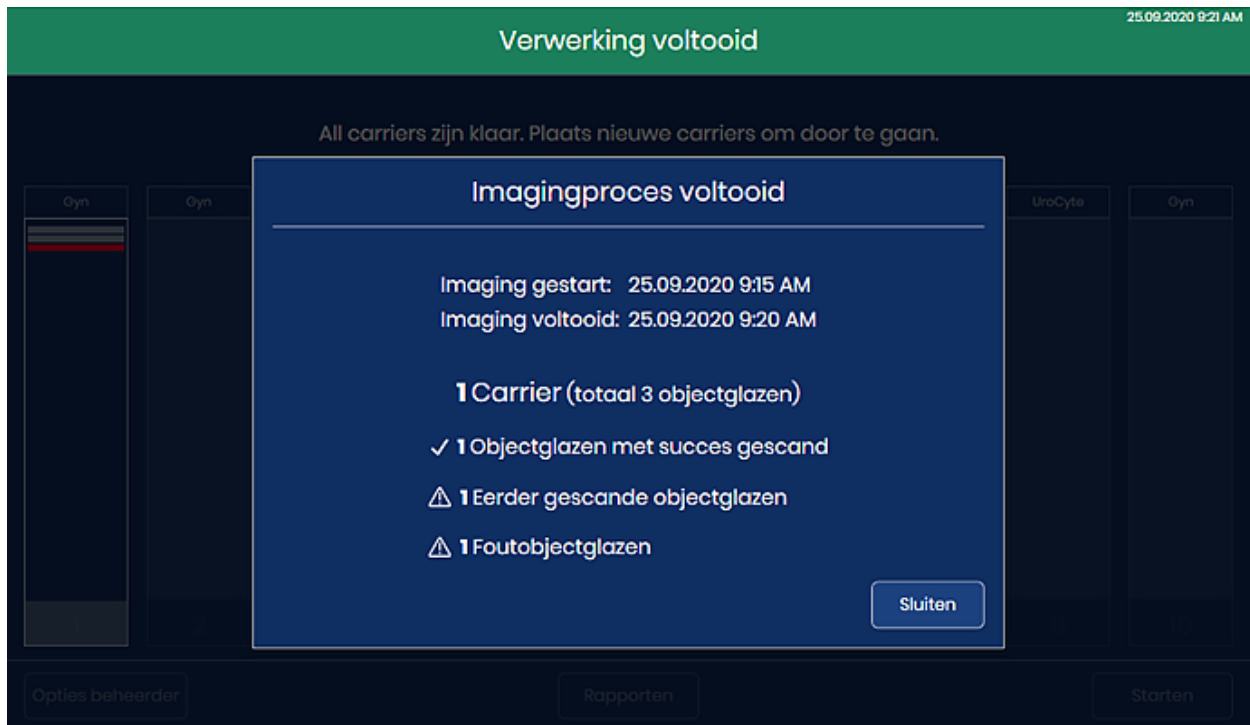 25.09.2020 9:21 AM
Verwerking voltooid
All carriers zijn klaar. Plaats nieuwe carriers om door te gaan.
Imagingproces voltooid
Gyn
Gyn
UroCyte
Gyn
Imaging gestart: 25.09.2020 9:15 AM
Imaging voltooid: 25.09.2020 9:20 AM
1 Carrier (totaal 3 objectglazen)
1 Objectglazen met succes gescand
1 Eerder gescande objectglazen
1 Foutobjectglazen
Sluiten
1
2
10
Opties beheerder
Rapporten
Starten